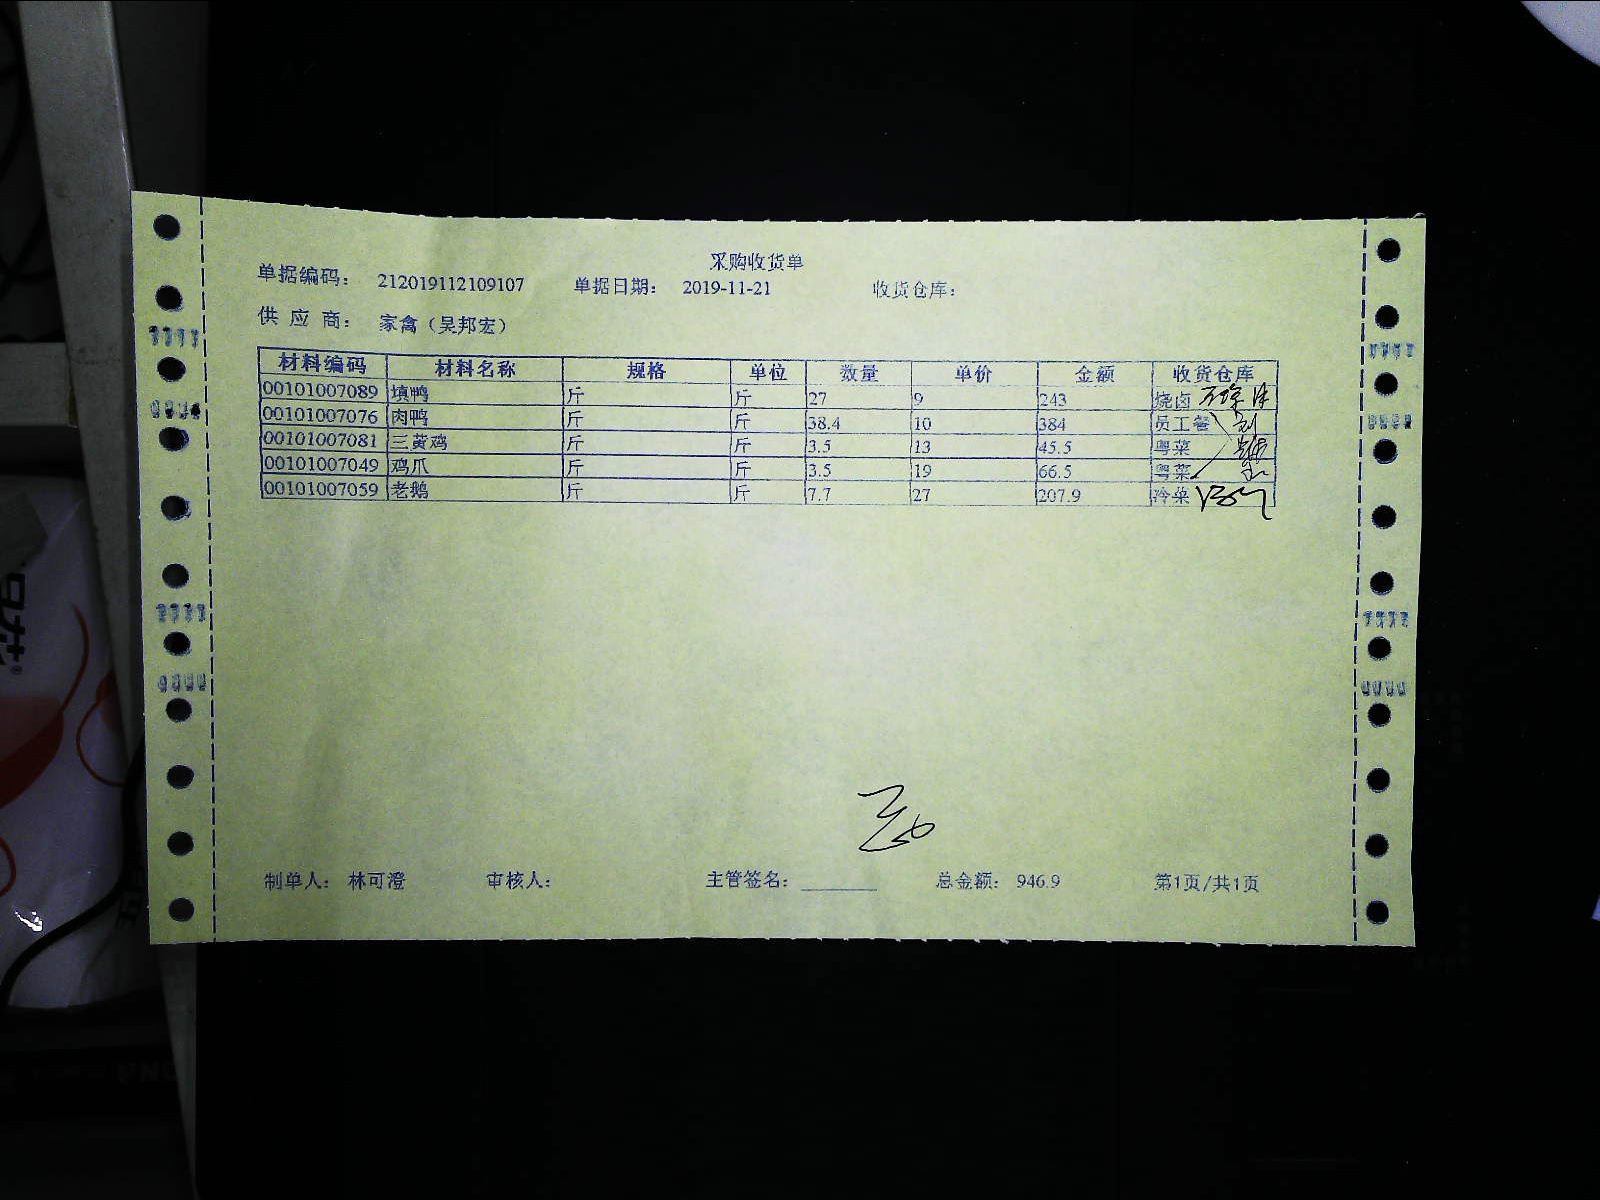 采购收货单
单据编码： 212019112109107 单据日期： 2019-11-21 收货仓库：
供 应 商： 家禽（吴邦宏）
材料编码 材料名称 规格 单位 数量 单价 金额 收货仓库
00101007089 填鸭 斤 斤 27 9 243 烧卤
00101007076 肉鸭 斤 斤 38.4 10 384 员工餐
00101007081 三黄鸡 斤 斤 3.5 13 45.5 粤菜
00101007049 鸡爪 斤 斤 3.5 19 66.5 粤菜
00101007059 老鹅 斤 斤 7.7 27 207.9 冷菜
制单人： 林可澄 审核人： 主管签名： 总金额： 946.9 第1页/共1页